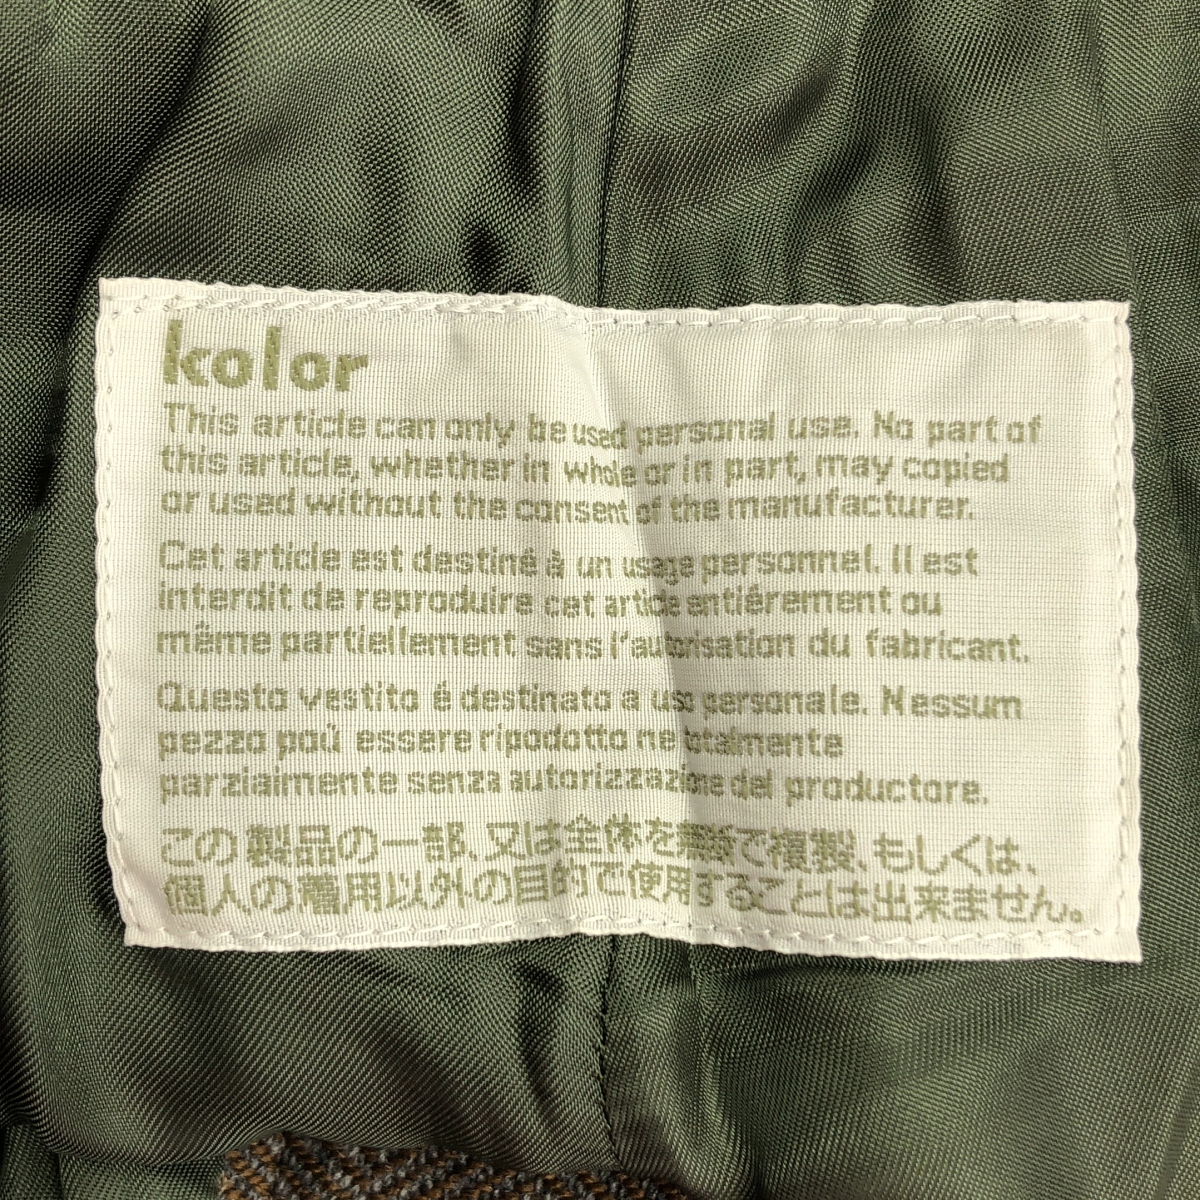 kolor
This article can only be used personal use. No part of
this article, whether in whole or in part, may copied
or used without the consent of the manufacturer.
Cet article est destiné à un usage personnel. Il est
interdit de reproduire cet article entiérement ou
même partiellement sans l'autorisation du fabricant.
Questo vestito é destinato a uso personale. Nessum
pezzo paù essere ripodotto ne totalmente
parziaimente senza autorizzazione del productore.
この製品の一部、又は全体を無断で複製、もしくは、
個人の着用以外の目的で使用することは出来ません。